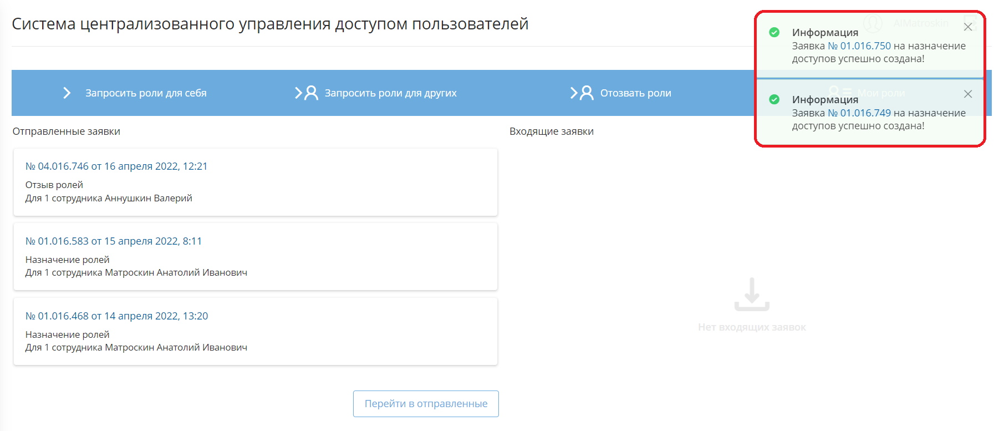 Система централизованного управления доступом пользователей
AIMatroskin
Информация
Заявка № 01.016.750 на назначение
доступов успешно создана!
Запросить роли для себя
Запросить роли для других
Отозвать роли
Мои роли
Информация
Заявка № 01.016.749 на назначение
доступов успешно создана!
Отправленные заявки
№ 04.016.746 от 16 апреля 2022, 12:21
Отзыв ролей
Для 1 сотрудника Аннушкин Валерий
№ 01.016.583 от 15 апреля 2022, 8:11
Назначение ролей
Для 1 сотрудника Матроскин Анатолий Иванович
№ 01.016.468 от 14 апреля 2022, 13:20
Назначение ролей
Для 1 сотрудника Матроскин Анатолий Иванович
Перейти в отправленные
Входящие заявки
Нет входящих заявок